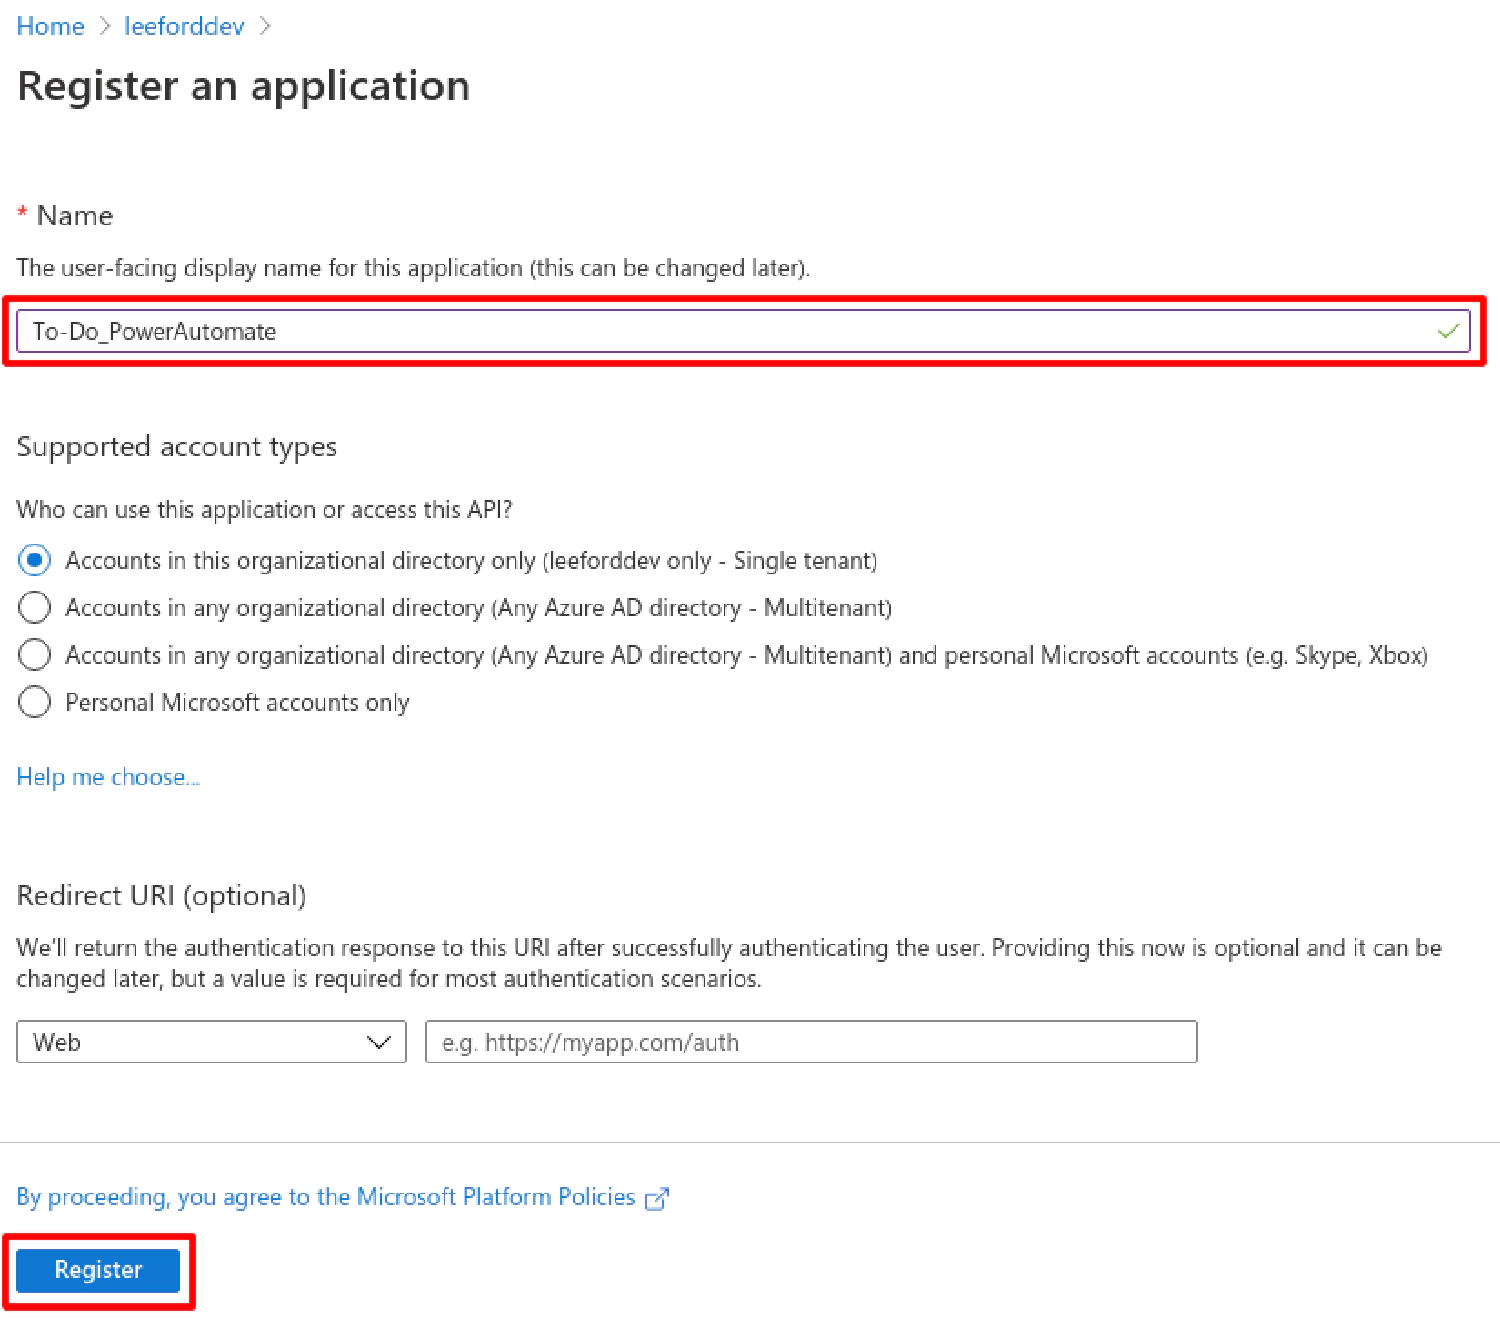 Home > leeforddev >
Register an application
* Name
The user-facing display name for this application (this can be changed later).
To-Do_PowerAutomate
Supported account types
Who can use this application or access this API?
Accounts in this organizational directory only (leeforddev only - Single tenant)
Accounts in any organizational directory (Any Azure AD directory - Multitenant)
Accounts in any organizational directory (Any Azure AD directory - Multitenant) and personal Microsoft accounts (e.g. Skype, Xbox)
Personal Microsoft accounts only
Help me choose...
Redirect URI (optional)
We'll return the authentication response to this URI after successfully authenticating the user. Providing this now is optional and it can be
changed later, but a value is required for most authentication scenarios.
Web e.g. https://myapp.com/auth
By proceeding, you agree to the Microsoft Platform Policies
Register